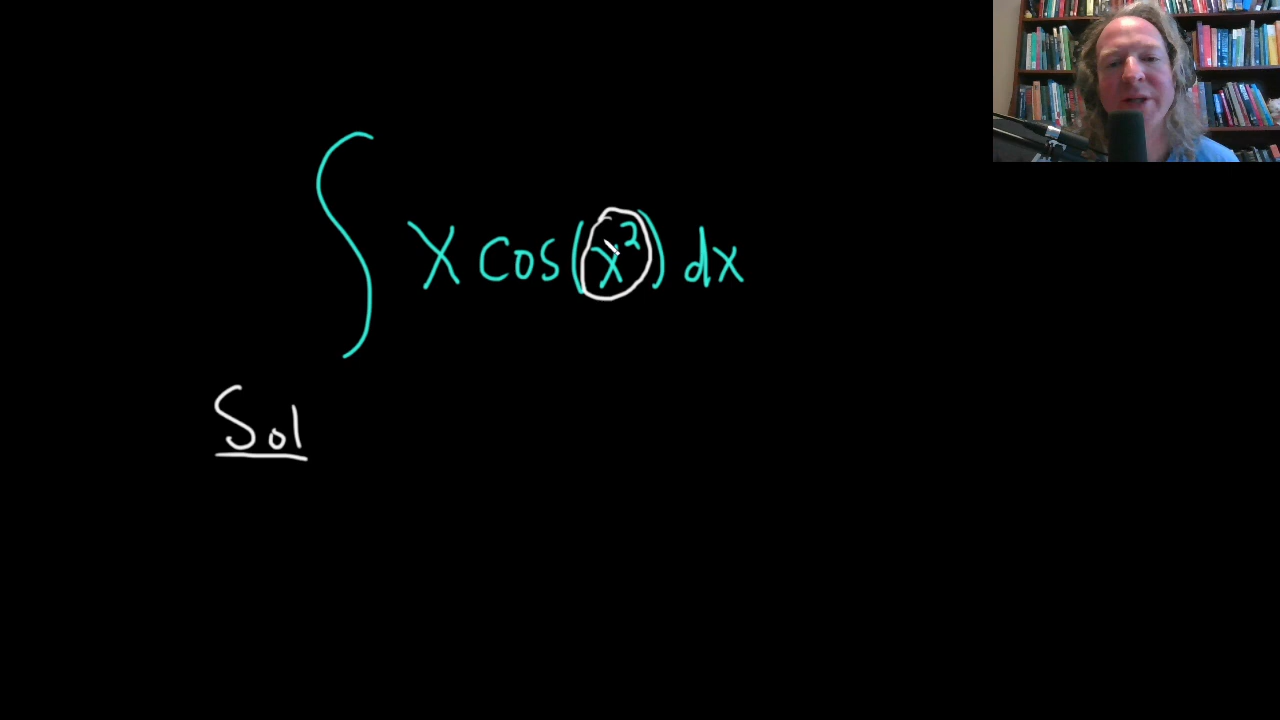 ∫ x cos(x²) dx
Sol